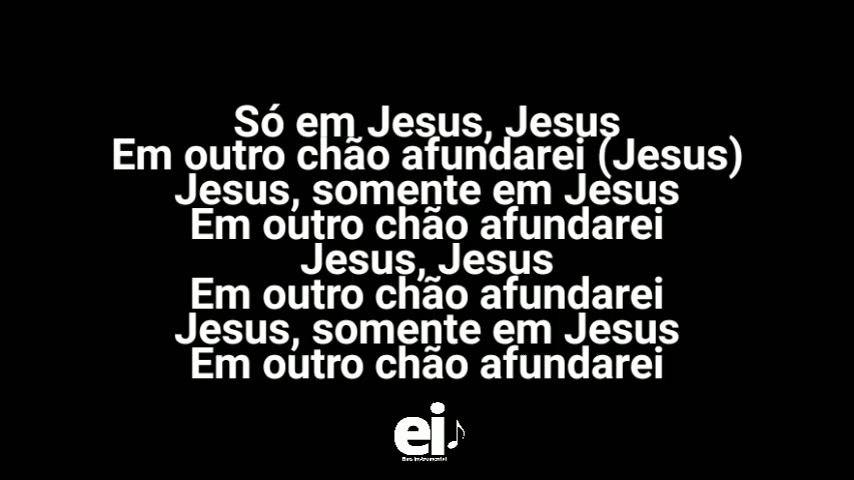 Só em Jesus, Jesus
Em outro chão afundarei (Jesus)
Jesus, somente em Jesus
Em outro chão afundarei
Jesus, Jesus
Em outro chão afundarei
Jesus, somente em Jesus
Em outro chão afundarei
ei